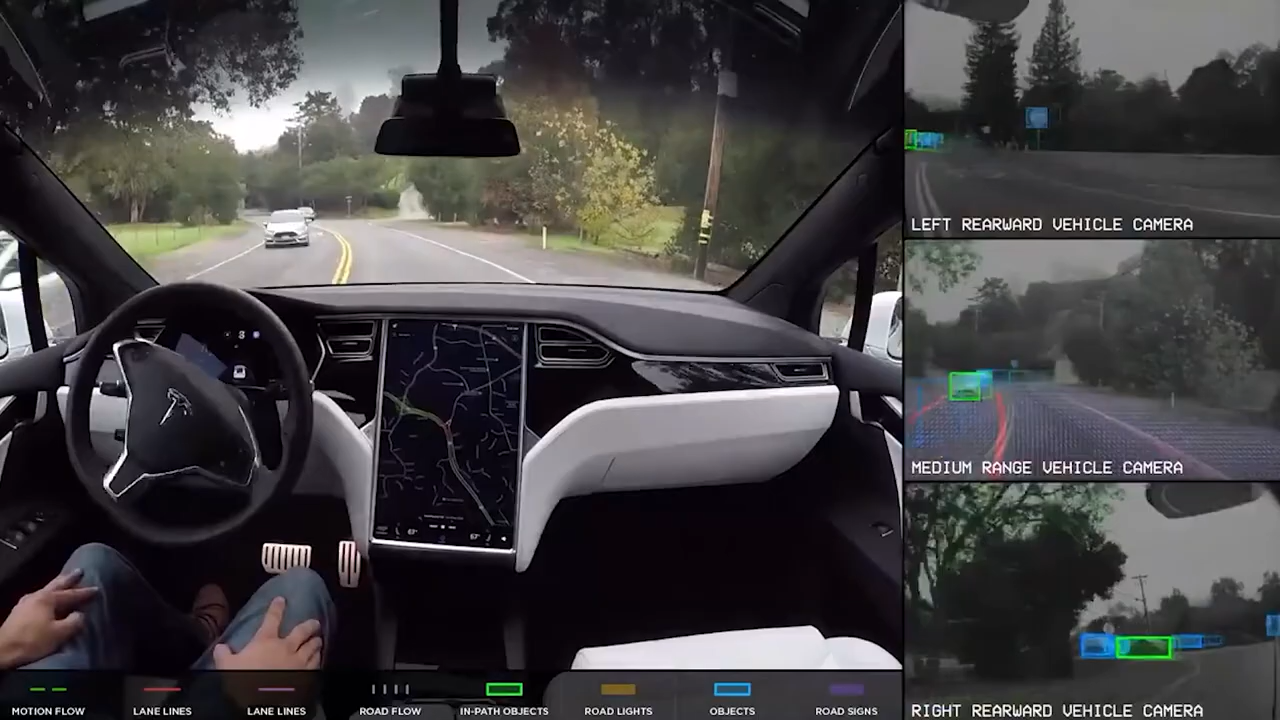 LEFT REARWARD VEHICLE CAMERA
MEDIUM RANGE VEHICLE CAMERA
RIGHT REARWARD VEHICLE CAMERA
MOTION FLOW
LANE LINES
LANE LINES
ROAD FLOW
IN-PATH OBJECTS
ROAD LIGHTS
OBJECTS
ROAD SIGNS